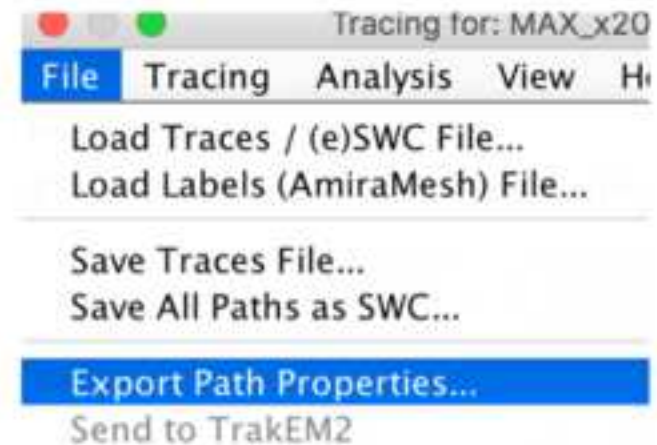 Tracing for: MAX_x20
File Tracing Analysis View H
Load Traces / (e)SWC File...
Load Labels (AmiraMesh) File...
Save Traces File...
Save All Paths as SWC...
Export Path Properties...
Send to TrakEM2